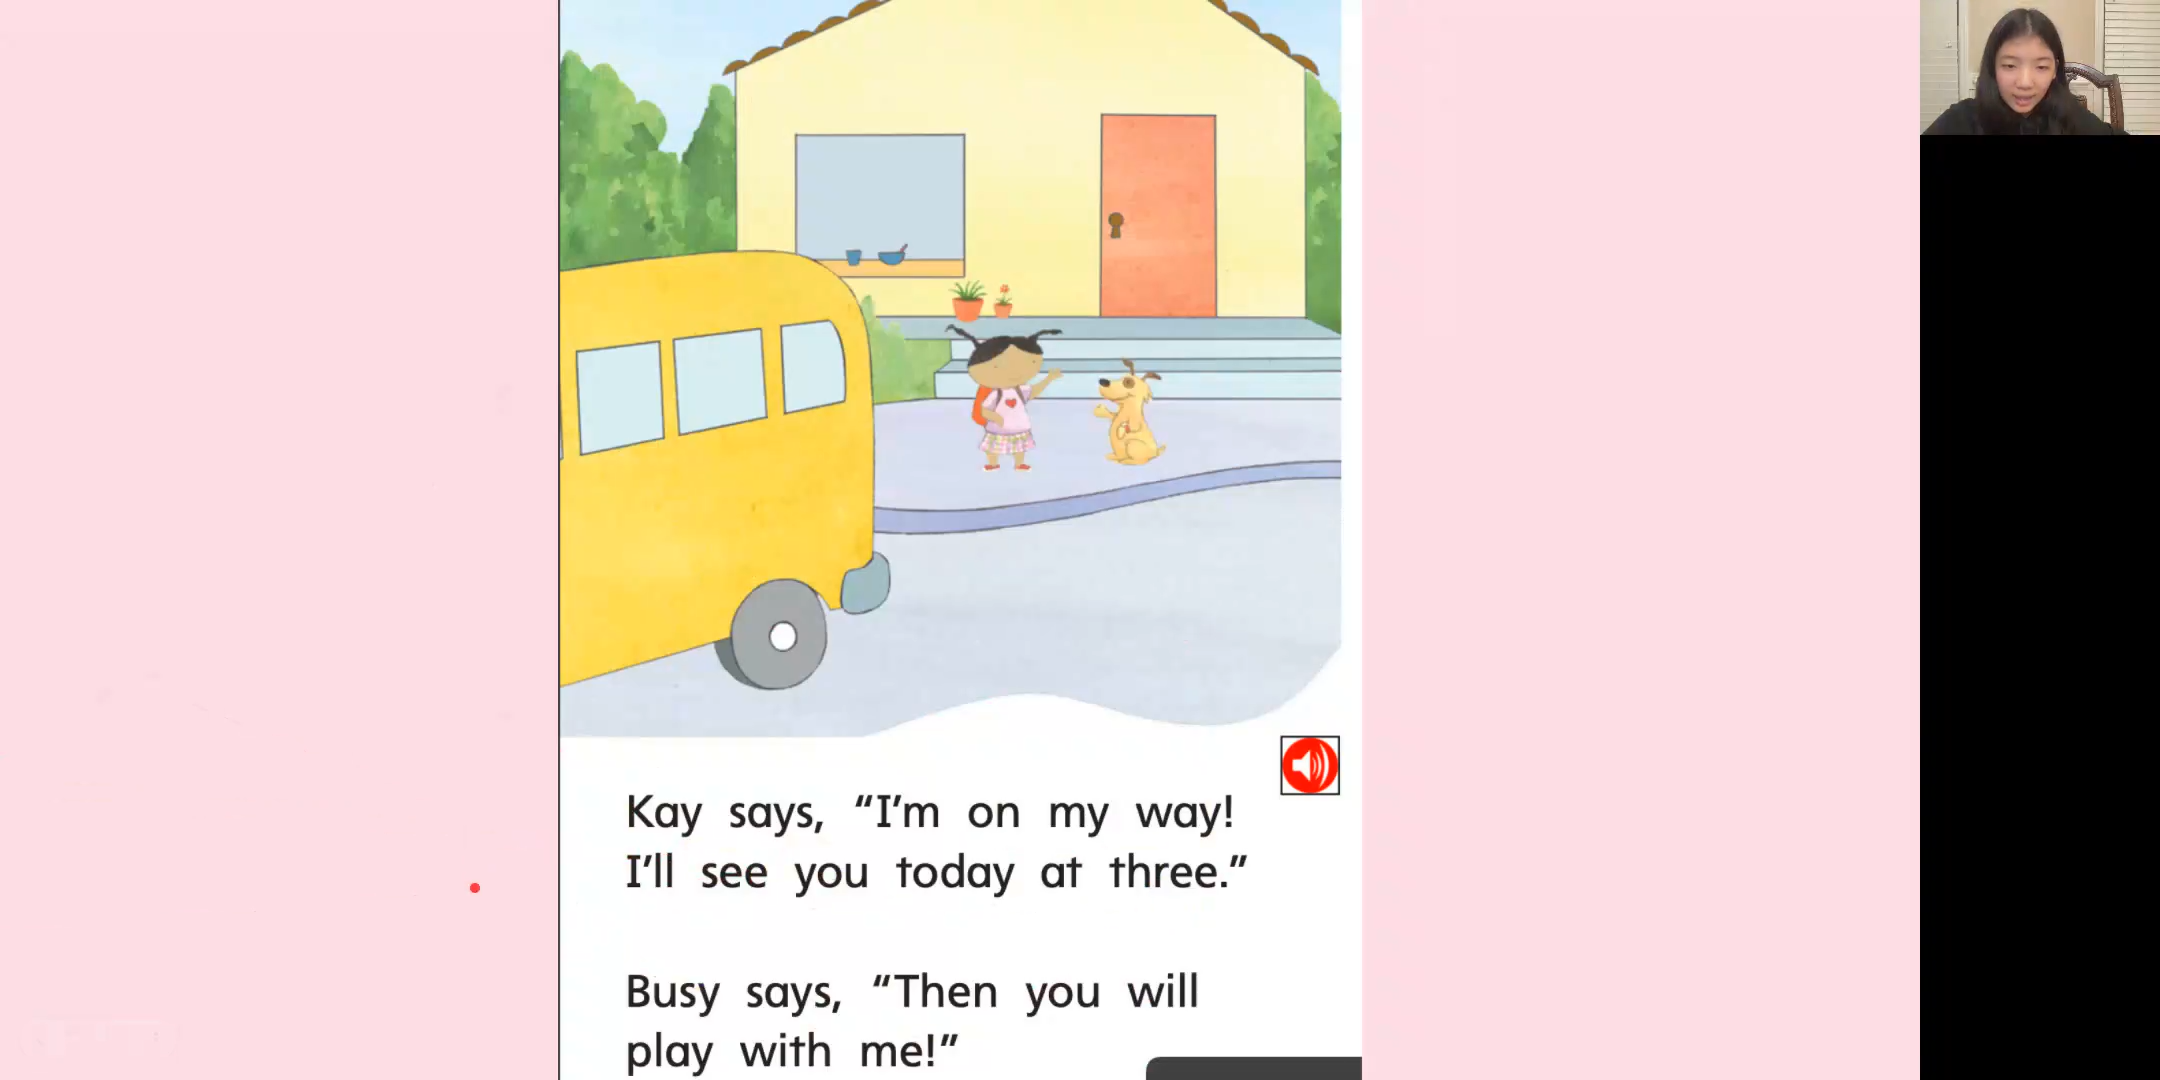 Kay says, “I’m on my way!
I’ll see you today at three.”
Busy says, “Then you will
play with me!”